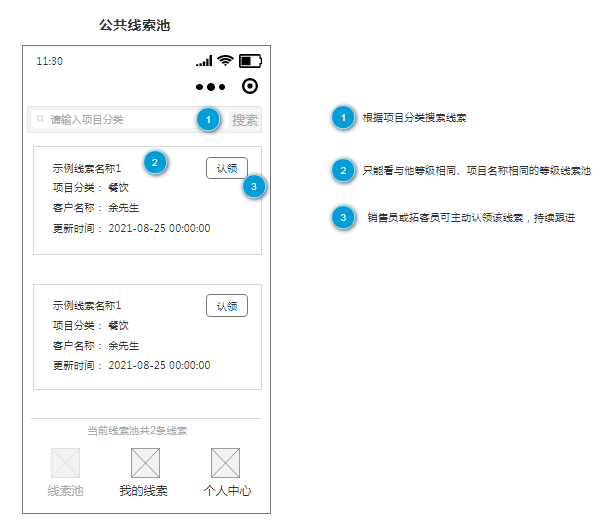 公共线索池
11:30
请输入项目分类
1
搜索
示例线索名称1
2
认领
3
项目分类： 餐饮
客户名称： 余先生
更新时间： 2021-08-25 00:00:00
示例线索名称1
认领
项目分类： 餐饮
客户名称： 余先生
更新时间： 2021-08-25 00:00:00
当前线索池共2条线索
线索池
我的线索
个人中心
1 根据项目分类搜索线索
2 只能看与他等级相同、项目名称相同的等级线索池
3 销售员或拓客员可主动认领该线索，持续跟进